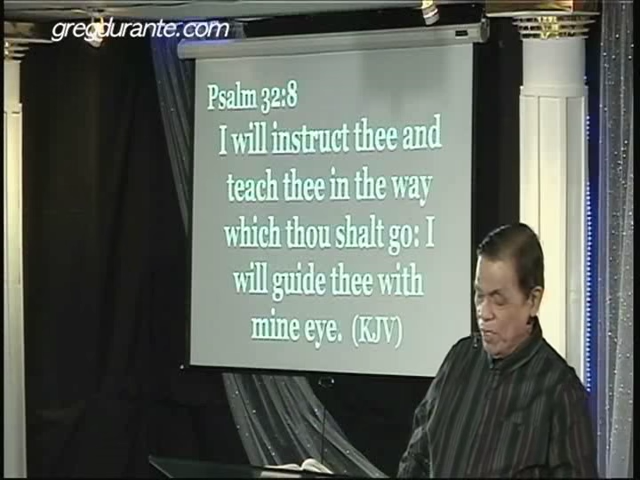 gregdurante.com
Psalm 32:8
I will instruct thee and
teach thee in the way
which thou shalt go: I
will guide thee with
mine eye. (KJV)